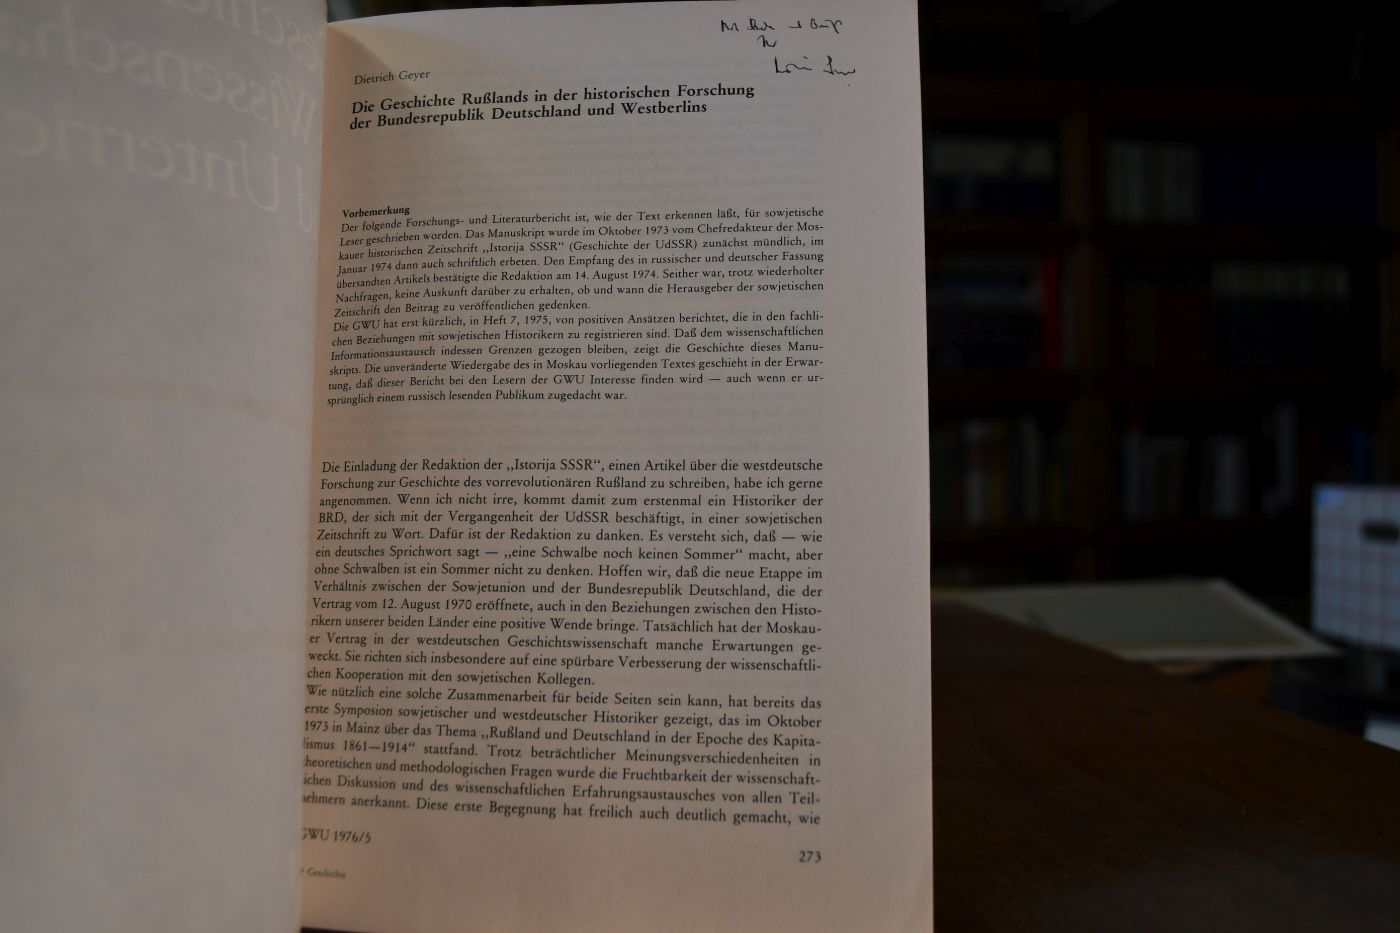 Dietrich Geyer
Die Geschichte Rußlands in der historischen Forschung
der Bundesrepublik Deutschland und Westberlins
Vorbemerkung
Der folgende Forschungs- und Literaturbericht ist, wie der Text erkennen läßt, für sowjetische
Leser geschrieben worden. Das Manuskript wurde im Oktober 1973 vom Chefredakteur der Mos-
kauer historischen Zeitschrift „Istorija SSSR“ (Geschichte der UdSSR) zunächst mündlich, im
Januar 1974 dann auch schriftlich erbeten. Den Empfang des in russischer und deutscher Fassung
übersandten Artikels bestätigte die Redaktion am 14. August 1974. Seither war, trotz wiederholter
Nachfragen, keine Auskunft darüber zu erhalten, ob und wann die Herausgeber der sowjetischen
Zeitschrift den Beitrag zu veröffentlichen gedenken.
Die GWU hat erst kürzlich, in Heft 7, 1975, von positiven Ansätzen berichtet, die in den fachli-
chen Beziehungen mit sowjetischen Historikern zu registrieren sind. Daß dem wissenschaftlichen
Informationsaustausch indessen Grenzen gezogen bleiben, zeigt die Geschichte dieses Manu-
skripts. Die unveränderte Wiedergabe des in Moskau vorliegenden Textes geschieht in der Erwar-
tung, daß dieser Bericht bei den Lesern der GWU Interesse finden wird — auch wenn er ur-
sprünglich einem russisch lesenden Publikum zugedacht war.
Die Einladung der Redaktion der „Istorija SSSR“, einen Artikel über die westdeutsche
Forschung zur Geschichte des vorrevolutionären Rußland zu schreiben, habe ich gerne
angenommen. Wenn ich nicht irre, kommt damit zum erstenmal ein Historiker der
BRD, der sich mit der Vergangenheit der UdSSR beschäftigt, in einer sowjetischen
Zeitschrift zu Wort. Dafür ist der Redaktion zu danken. Es versteht sich, daß — wie
ein deutsches Sprichwort sagt — „eine Schwalbe noch keinen Sommer“ macht, aber
ohne Schwalben ist ein Sommer nicht zu denken. Hoffen wir, daß die neue Etappe im
Verhältnis zwischen der Sowjetunion und der Bundesrepublik Deutschland, die der
Vertrag vom 12. August 1970 eröffnete, auch in den Beziehungen zwischen den Histo-
rikern unserer beiden Länder eine positive Wende bringe. Tatsächlich hat der Moskau-
er Vertrag in der westdeutschen Geschichtswissenschaft manche Erwartungen ge-
weckt. Sie richten sich insbesondere auf eine spürbare Verbesserung der wissenschaftli-
chen Kooperation mit den sowjetischen Kollegen.
Wie nützlich eine solche Zusammenarbeit für beide Seiten sein kann, hat bereits das
erste Symposion sowjetischer und westdeutscher Historiker gezeigt, das im Oktober
1973 in Mainz über das Thema „Rußland und Deutschland in der Epoche des Kapita-
lismus 1861—1914“ stattfand. Trotz beträchtlicher Meinungsverschiedenheiten in
theoretischen und methodologischen Fragen wurde die Fruchtbarkeit der wissenschaft-
lichen Diskussion und des wissenschaftlichen Erfahrungsaustausches von allen Teil-
nehmern anerkannt. Diese erste Begegnung hat freilich auch deutlich gemacht, wie
GWU 1976/5
273
Geschichte